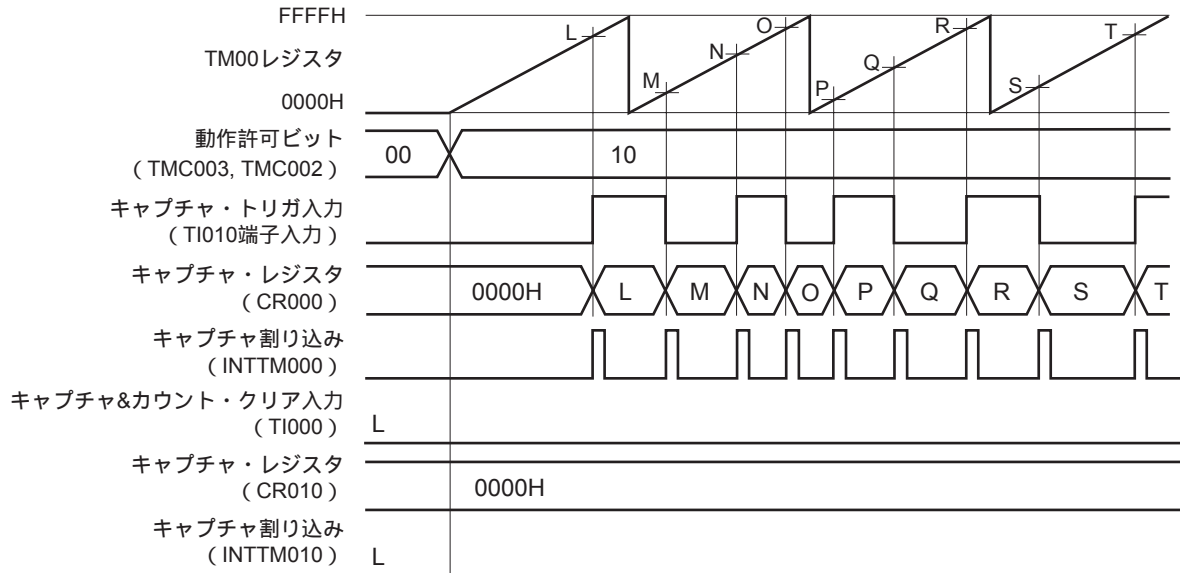 FFFFH
TM00レジスタ
0000H
L M N O P Q R S T
動作許可ビット
（TMC003, TMC002）
00 10
キャプチャ・トリガ入力
（TI010端子入力）
キャプチャ・レジスタ
（CR000）
0000H L M N O P Q R S T
キャプチャ割り込み
（INTTM000）
キャプチャ&カウント・クリア入力
（TI000）
L
キャプチャ・レジスタ
（CR010）
0000H
キャプチャ割り込み
（INTTM010）
L